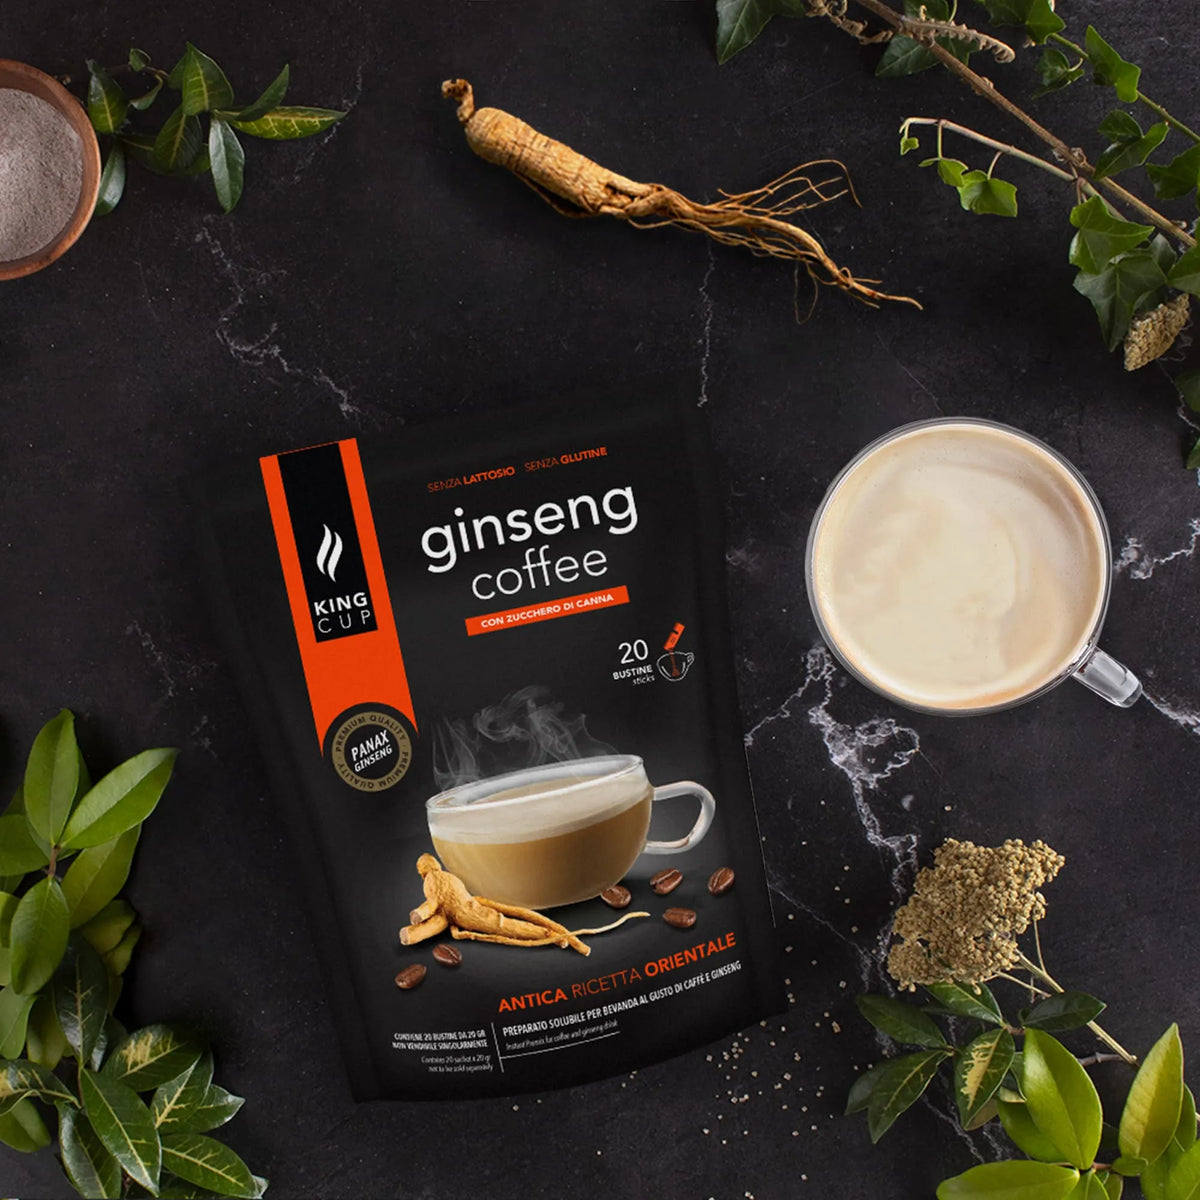 SENZA LATTOSIO SENZA GLUTINE
ginseng
coffee
CON ZUCCHERO DI CANNA
KING
CUP
20
BUSTINE
sticks
PREMIUM QUALITY
PANAX
GINSENG
PREMIUM QUALITY
ANTICA RICETTA ORIENTALE
PREPARATO SOLUBILE PER BEVANDA AL GUSTO DI CAFFÈ E GINSENG
Instant Premix for coffee and ginseng drink
CONTIENE 20 BUSTINE DA 20 GR
NON VENDIBILE SINGOLARMENTE
Contains 20 sachet x 20 gr
not to be sold separately